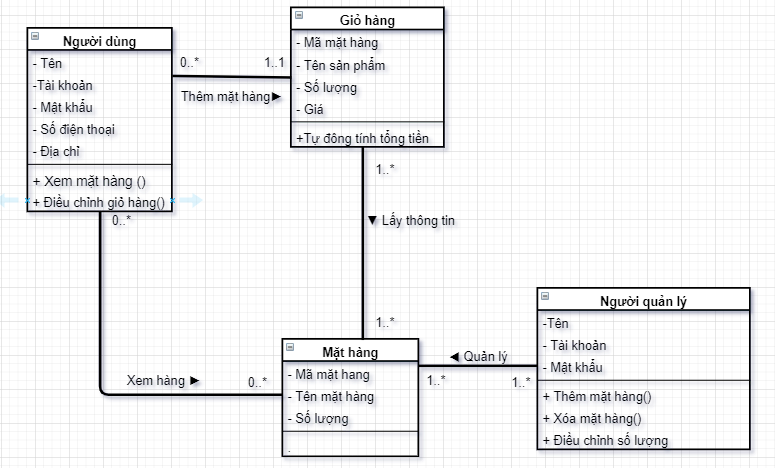 Người dùng
- Tên
-Tài khoản
- Mật khẩu
- Số điện thoại
- Địa chỉ
+ Xem mặt hàng ()
+ Điều chỉnh giỏ hàng()
0..*
1..1
Thêm mặt hàng
Giỏ hàng
- Mã mặt hàng
- Tên sản phẩm
- Số lượng
- Giá
+Tự đông tính tổng tiền
1..*
Lấy thông tin
1..*
0..*
Xem hàng
0..*
Mặt hàng
- Mã mặt hang
- Tên mặt hàng
- Số lượng
.
Quản lý
1..*
1..*
Người quản lý
-Tên
- Tài khoản
- Mật khẩu
+ Thêm mặt hàng()
+ Xóa mặt hàng()
+ Điều chỉnh số lượng